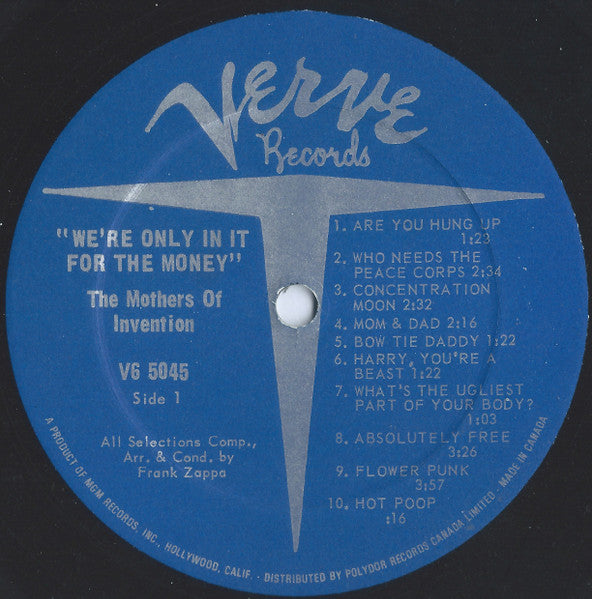 Verve
Records
"WE'RE ONLY IN IT
FOR THE MONEY"
The Mothers Of
Invention
VG 5045
Side 1
All Selections Comp.,
Arr. & Cond. by
Frank Zappa
1. ARE YOU HUNG UP
1:23
2. WHO NEEDS THE
PEACE CORPS 2:34
3. CONCENTRATION
MOON 2:32
4. MOM & DAD 2:16
5. BOW TIE DADDY 1:22
6. HARRY, YOU'RE A
BEAST 1:22
7. WHAT'S THE UGLIEST
PART OF YOUR BODY?
1:03
8. ABSOLUTELY FREE
3:26
9. FLOWER PUNK
3:57
10. HOT POOP
:16
A PRODUCT OF MGM RECORDS, INC., HOLLYWOOD, CALIF. - DISTRIBUTED BY POLYDOR RECORDS CANADA LIMITED - MADE IN CANADA